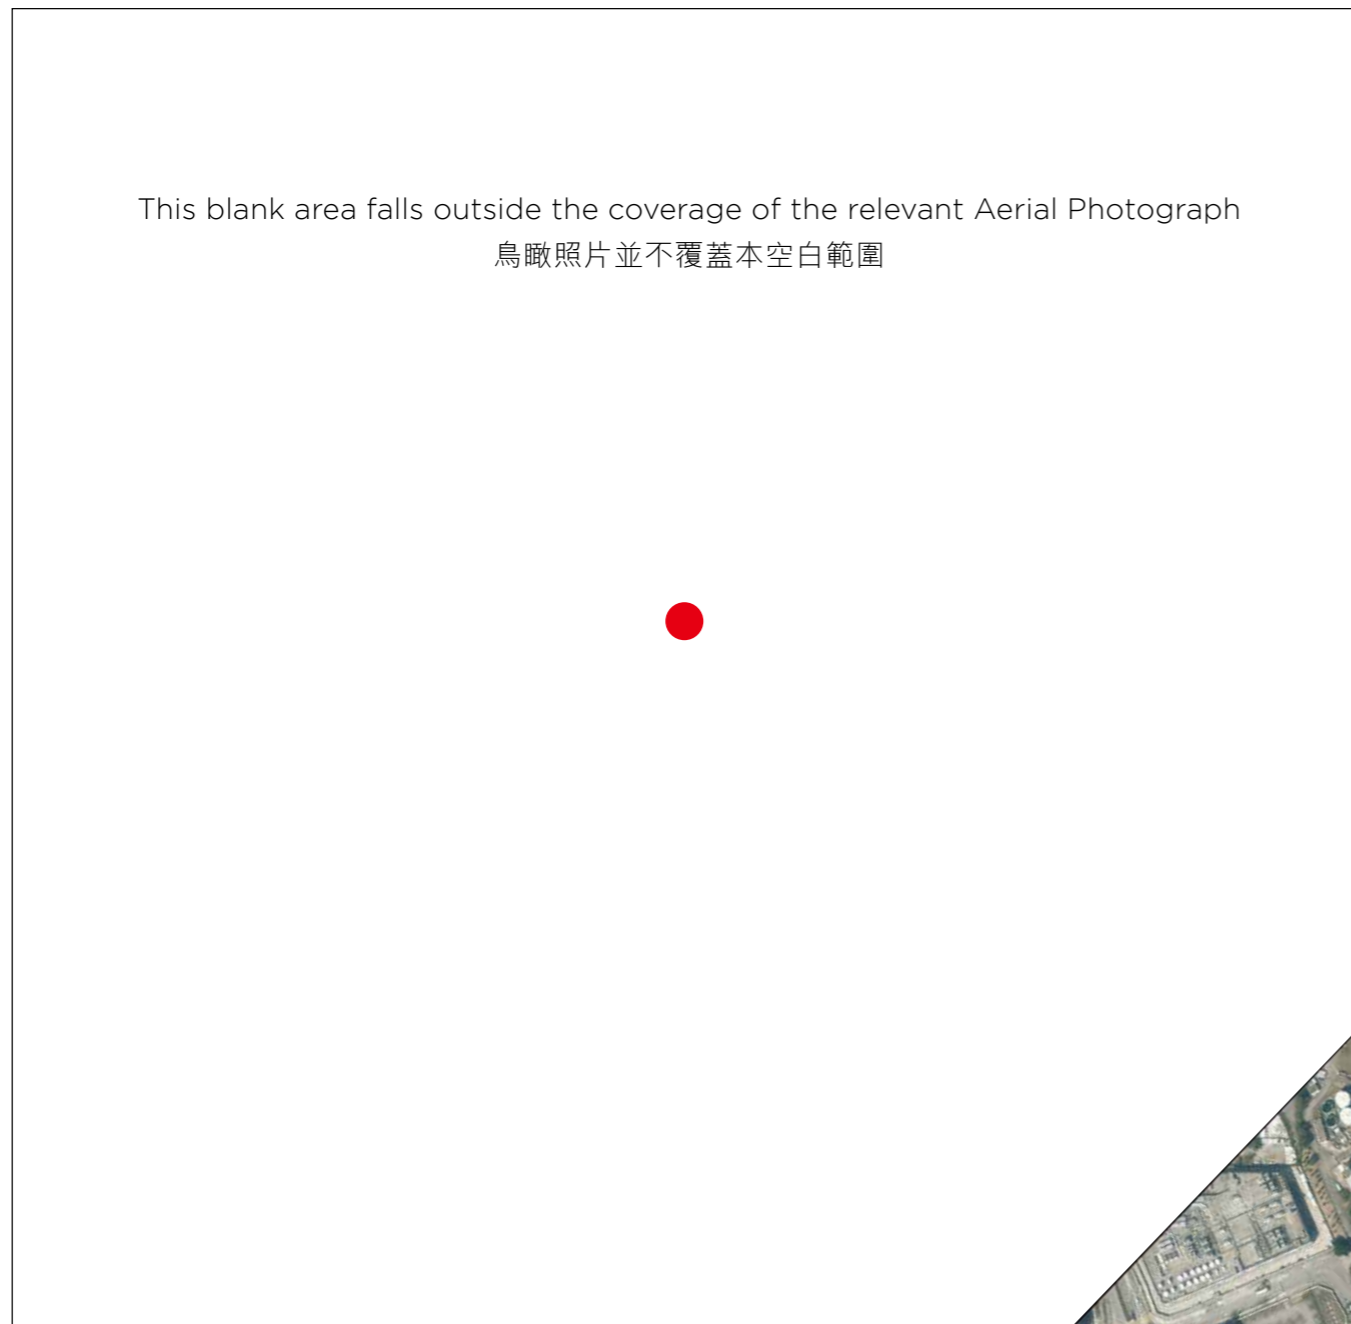 This blank area falls outside the coverage of the relevant Aerial Photograph
鳥瞰照片並不覆蓋本空白範圍